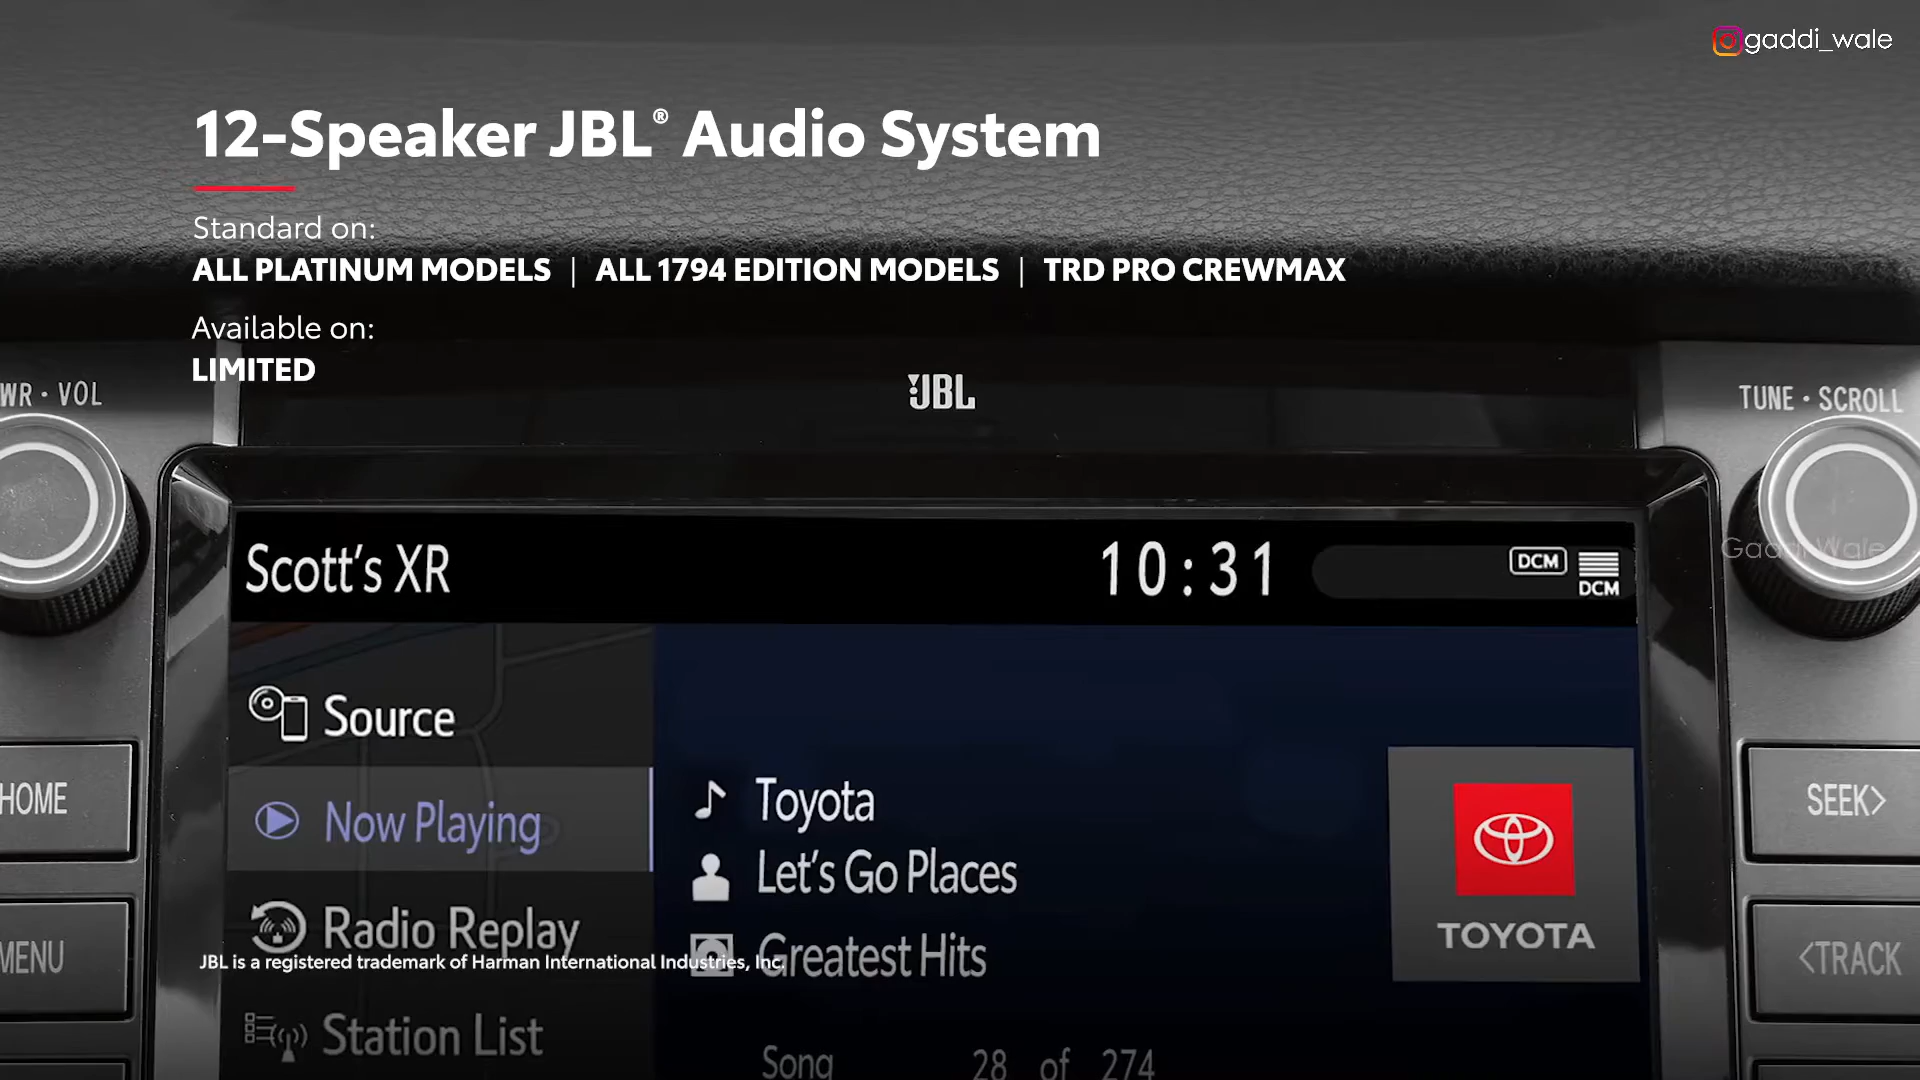 gaddi_wale
12-Speaker JBL® Audio System
Standard on:
ALL PLATINUM MODELS | ALL 1794 EDITION MODELS | TRD PRO CREWMAX
Available on:
LIMITED
WR • VOL
JBL
TUNE • SCROLL
Scott's XR
10:31
DCM
DCM
Gaddi Wale
Source
HOME
Now Playing
Toyota
SEEK>
Let's Go Places
Radio Replay
TOYOTA
MENU
Greatest Hits
<TRACK
JBL is a registered trademark of Harman International Industries, Inc.
Station List
Song 28 of 274